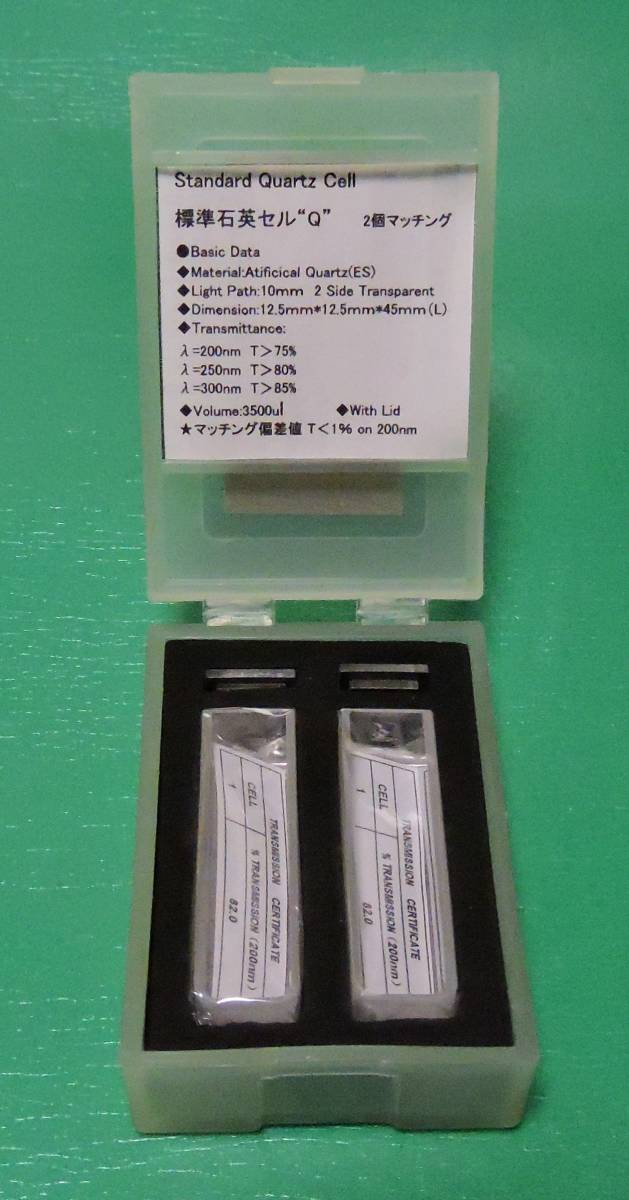 Standard Quartz Cell
標準石英セル“Q” 2個マッチング
●Basic Data
◆Material:Atificical Quartz(ES)
◆Light Path:10mm 2 Side Transparent
◆Dimension:12.5mm*12.5mm*45mm(L)
◆Transmittance:
λ=200nm T＞75%
λ=250nm T＞80%
λ=300nm T＞85%
◆Volume:3500ul ◆With Lid
★マッチング偏差値 T＜1% on 200nm
TRANSMISSION CERTIFICATE
CELL % TRANSMISSION(200nm)
1 82.0
TRANSMISSION CERTIFICATE
CELL % TRANSMISSION(200nm)
1 82.0